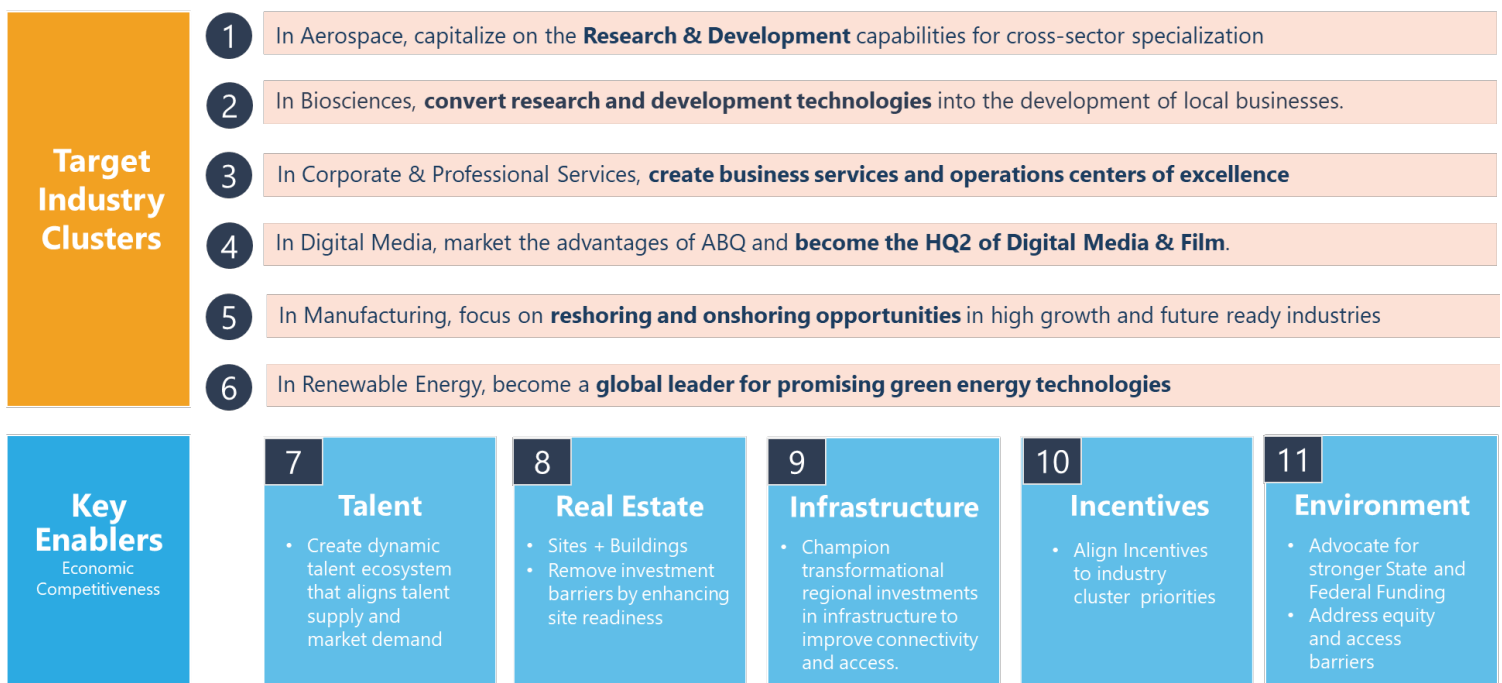 Target
Industry
Clusters
1
In Aerospace, capitalize on the Research & Development capabilities for cross-sector specialization
2
In Biosciences, convert research and development technologies into the development of local businesses.
3
In Corporate & Professional Services, create business services and operations centers of excellence
4
In Digital Media, market the advantages of ABQ and become the HQ2 of Digital Media & Film.
5
In Manufacturing, focus on reshoring and onshoring opportunities in high growth and future ready industries
6
In Renewable Energy, become a global leader for promising green energy technologies
Key
Enablers
Economic
Competitiveness
7
Talent
• Create dynamic
talent ecosystem
that aligns talent
supply and
market demand
8
Real Estate
• Sites + Buildings
• Remove investment
barriers by enhancing
site readiness
9
Infrastructure
• Champion
transformational
regional investments
in infrastructure to
improve connectivity
and access.
10
Incentives
• Align Incentives
to industry
cluster priorities
11
Environment
• Advocate for
stronger State and
Federal Funding
• Address equity
and access
barriers